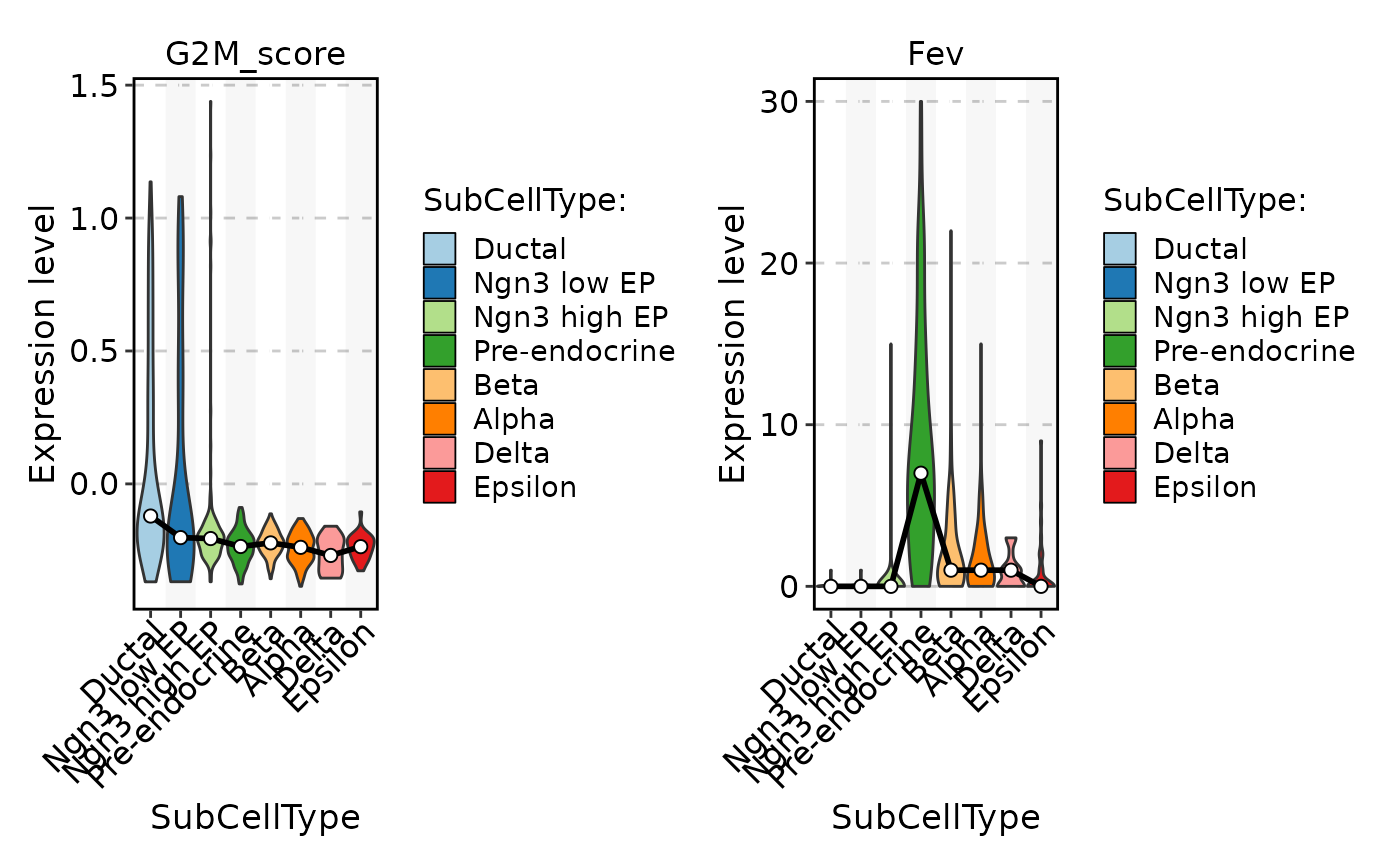 G2M_score
Expression level
1.5
1.0
0.5
0.0
Ductal
Ngn3 low EP
Ngn3 high EP
Pre-endocrine
Beta
Alpha
Delta
Epsilon
SubCellType
SubCellType:
Ductal
Ngn3 low EP
Ngn3 high EP
Pre-endocrine
Beta
Alpha
Delta
Epsilon
Fev
Expression level
30
20
10
0
Ductal
Ngn3 low EP
Ngn3 high EP
Pre-endocrine
Beta
Alpha
Delta
Epsilon
SubCellType
SubCellType:
Ductal
Ngn3 low EP
Ngn3 high EP
Pre-endocrine
Beta
Alpha
Delta
Epsilon